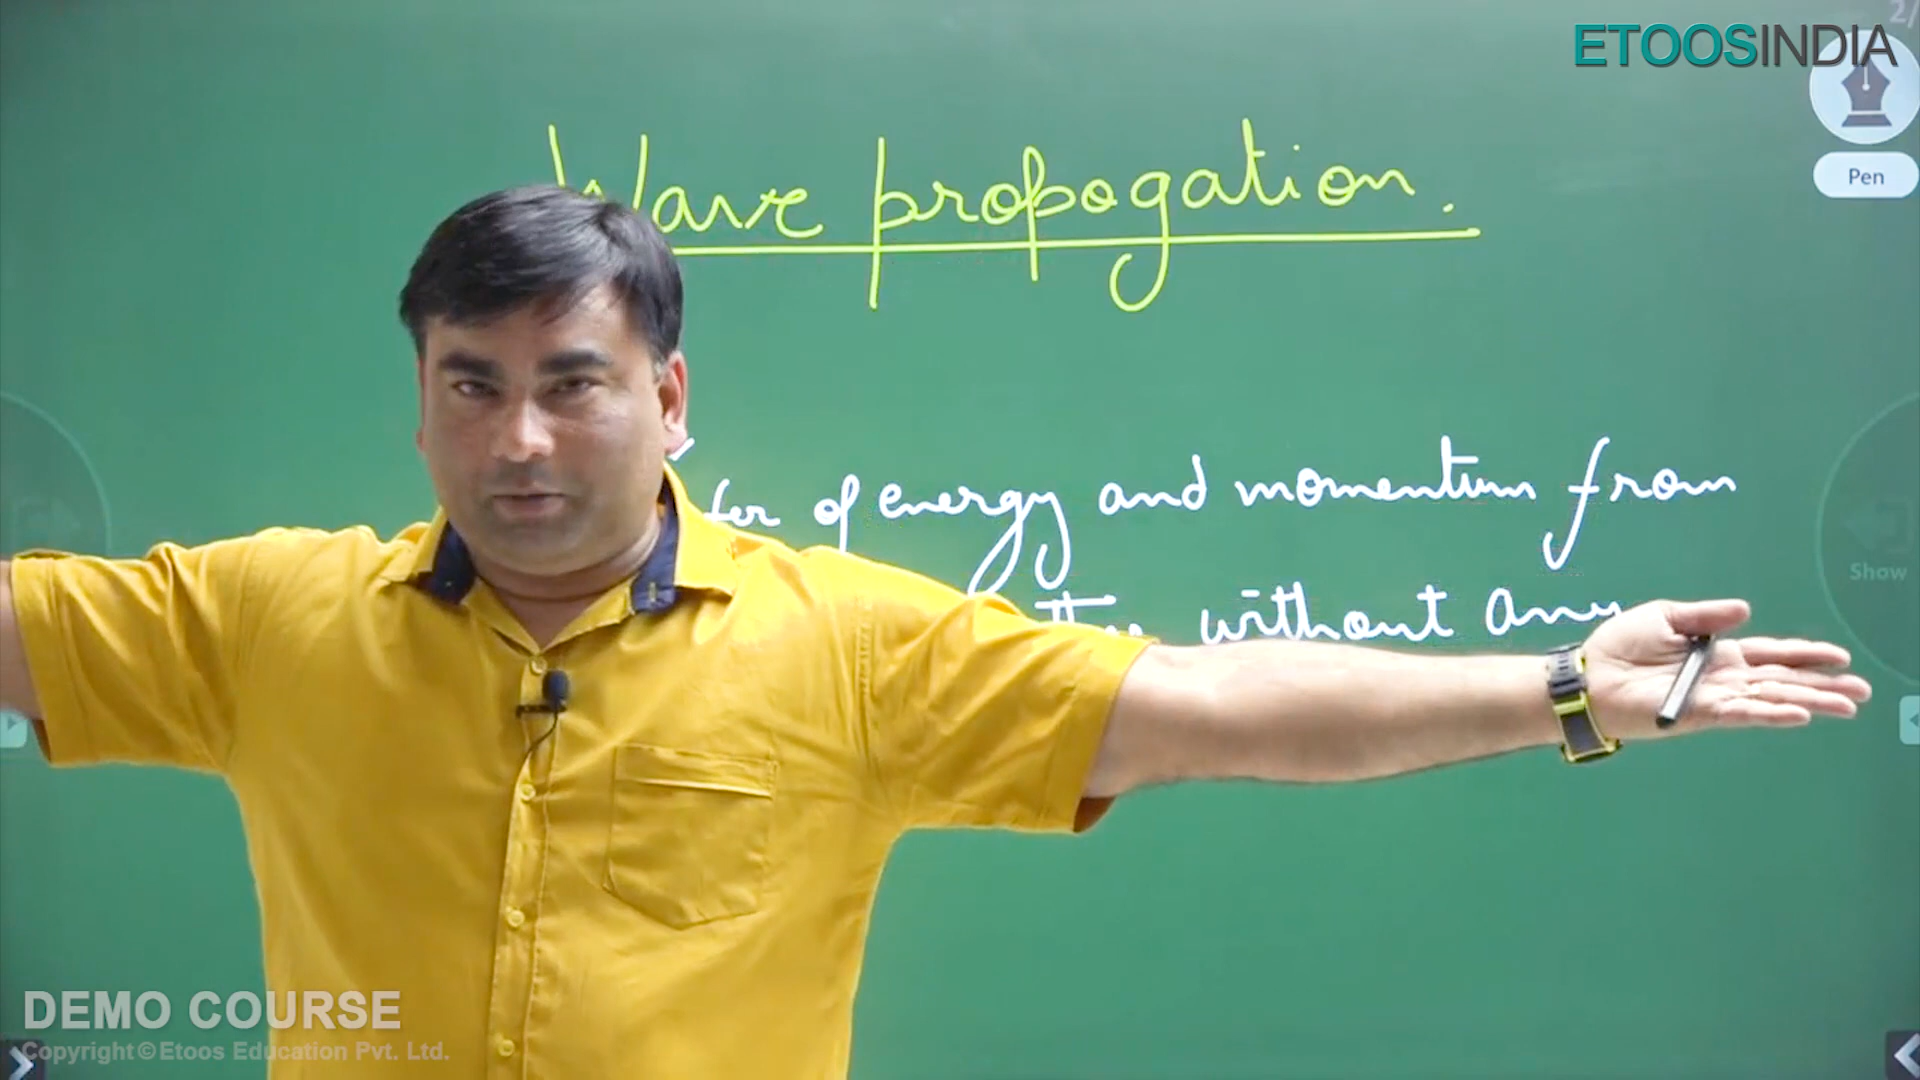 2/
ETOOSINDIA
Pen
Wave propogation.
of energy and momentum from
without any
Show
DEMO COURSE
Copyright © Etoos Education Pvt. Ltd.